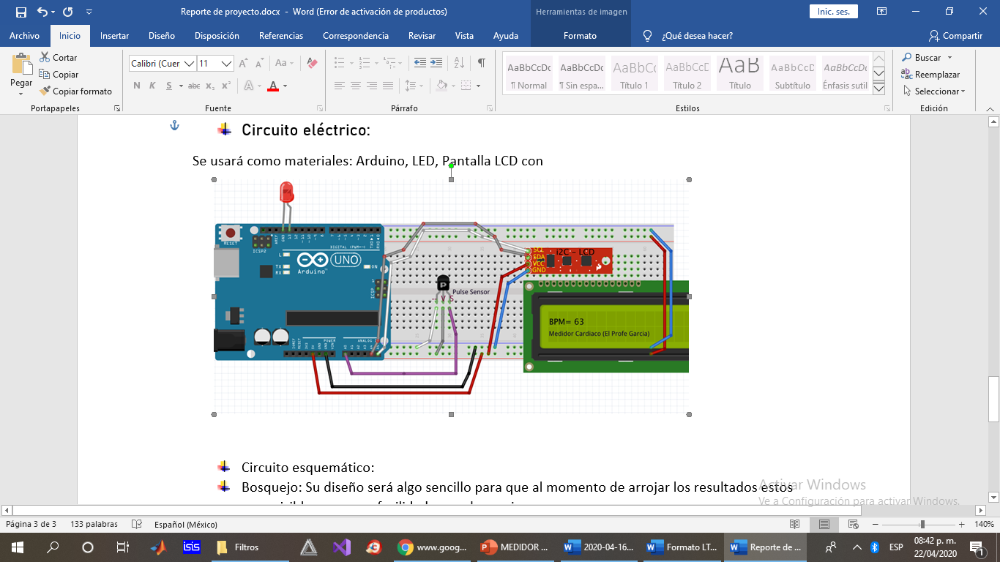 Reporte de proyecto.docx - Word (Error de activación de productos)
Herramientas de imagen
Inic. ses.
Archivo Inicio Insertar Diseño Disposición Referencias Correspondencia Revisar Vista Ayuda Formato ¿Qué desea hacer? Compartir
Pegar
Cortar
Copiar
Copiar formato
Portapapeles
Calibri (Cuer 11
N K S abc x₂ x²
Fuente
Párrafo
AaBbCcDc AaBbCcDc AaBbCc AaBbCcD AaB AaBbCcD AaBbCcDc
¶ Normal ¶ Sin espa... Título 1 Título 2 Título Subtítulo Énfasis sutil
Estilos
Buscar
Reemplazar
Seleccionar
Edición
Circuito eléctrico:
Se usará como materiales: Arduino, LED, Pantalla LCD con
RESET
ICSP2
DIGITAL (PWM~)
L
TX
RX
UNO
Arduino
ON
ICSP
POWER
ANALOG
Pulse Sensor
- V S
I2C - LCD
SCL
SDA
VCC
GND
BPM= 63
Medidor Cardiaco (El Profe Garcia)
Circuito esquemático:
Bosquejo: Su diseño será algo sencillo para que al momento de arrojar los resultados estos
Activar Windows
Ve a Configuración para activar Windows.
Página 3 de 3 133 palabras Español (México) 140%
isis Filtros www.goog... MEDIDOR ... 2020-04-16... Formato LT... Reporte de ... ESP
08:42 p. m.
22/04/2020
1